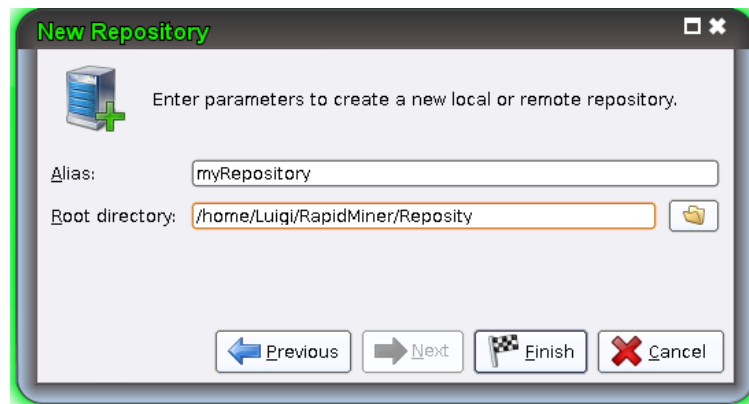 New Repository
Enter parameters to create a new local or remote repository.
Alias: myRepository
Root directory: /home/Luigi/RapidMiner/Reposity
Previous Next Finish Cancel